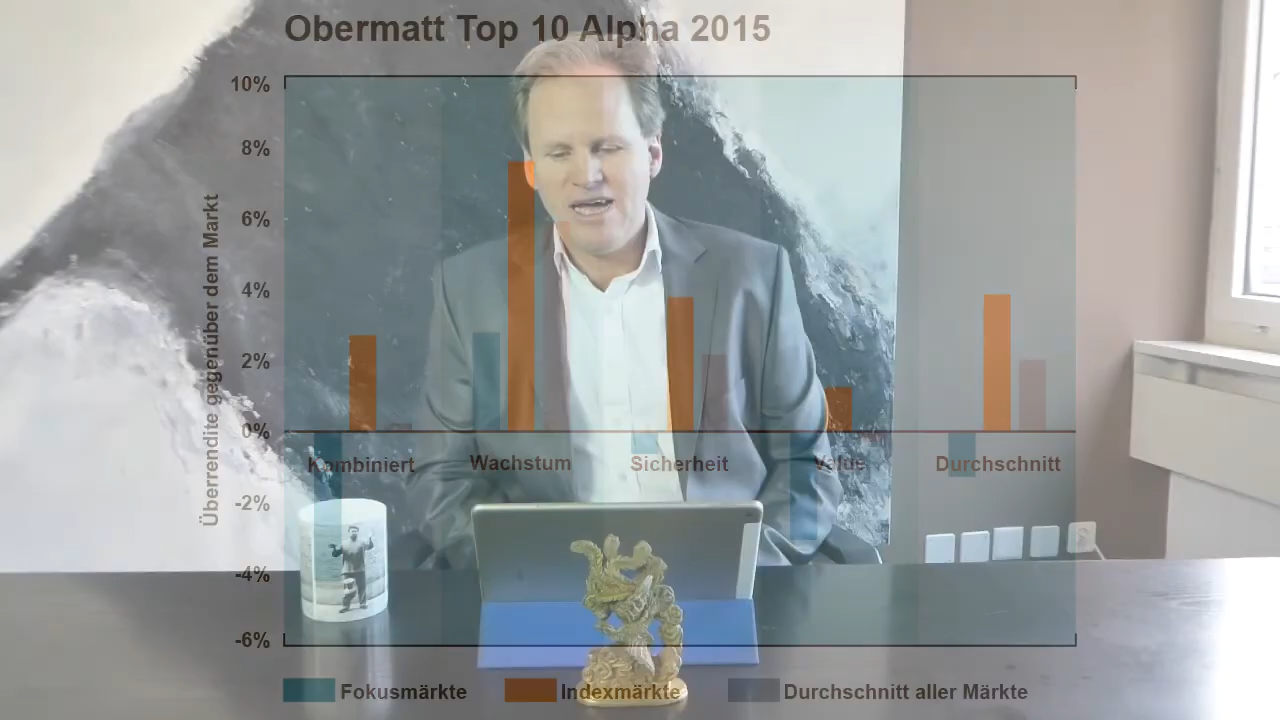 Obermatt Top 10 Alpha 2015
10%
8%
6%
4%
2%
0%
-2%
-4%
-6%
Überrendite gegenüber dem Markt
Kombiniert
Wachstum
Sicherheit
Value
Durchschnitt
Fokusmärkte
Indexmärkte
Durchschnitt aller Märkte